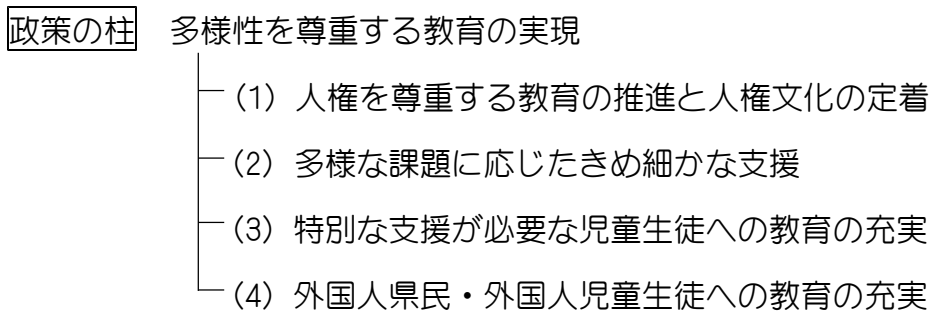 政策の柱 多様性を尊重する教育の実現
(1) 人権を尊重する教育の推進と人権文化の定着
(2) 多様な課題に応じたきめ細かな支援
(3) 特別な支援が必要な児童生徒への教育の充実
(4) 外国人県民・外国人児童生徒への教育の充実